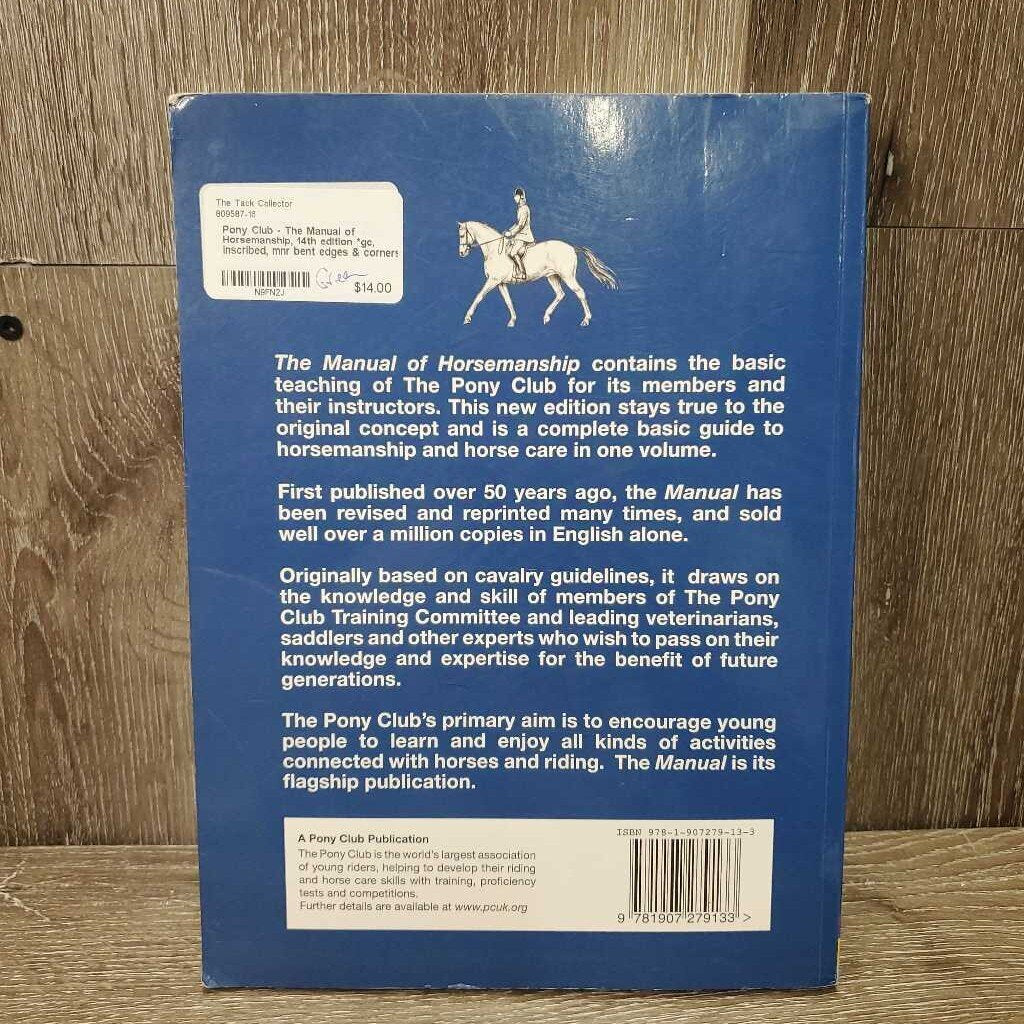 The Tack Collector
809587-16
Pony Club - The Manual of
Horsemanship, 14th edition *gc,
inscribed, mnr bent edges & corners
N9FN2J
$14.00
The Manual of Horsemanship contains the basic
teaching of The Pony Club for its members and
their instructors. This new edition stays true to the
original concept and is a complete basic guide to
horsemanship and horse care in one volume.
First published over 50 years ago, the Manual has
been revised and reprinted many times, and sold
well over a million copies in English alone.
Originally based on cavalry guidelines, it draws on
the knowledge and skill of members of The Pony
Club Training Committee and leading veterinarians,
saddlers and other experts who wish to pass on their
knowledge and expertise for the benefit of future
generations.
The Pony Club's primary aim is to encourage young
people to learn and enjoy all kinds of activities
connected with horses and riding. The Manual is its
flagship publication.
A Pony Club Publication
The Pony Club is the world's largest association
of young riders, helping to develop their riding
and horse care skills with training, proficiency
tests and competitions.
Further details are available at www.pcuk.org
ISBN 978-1-907279-13-3
9 781907 279133 >